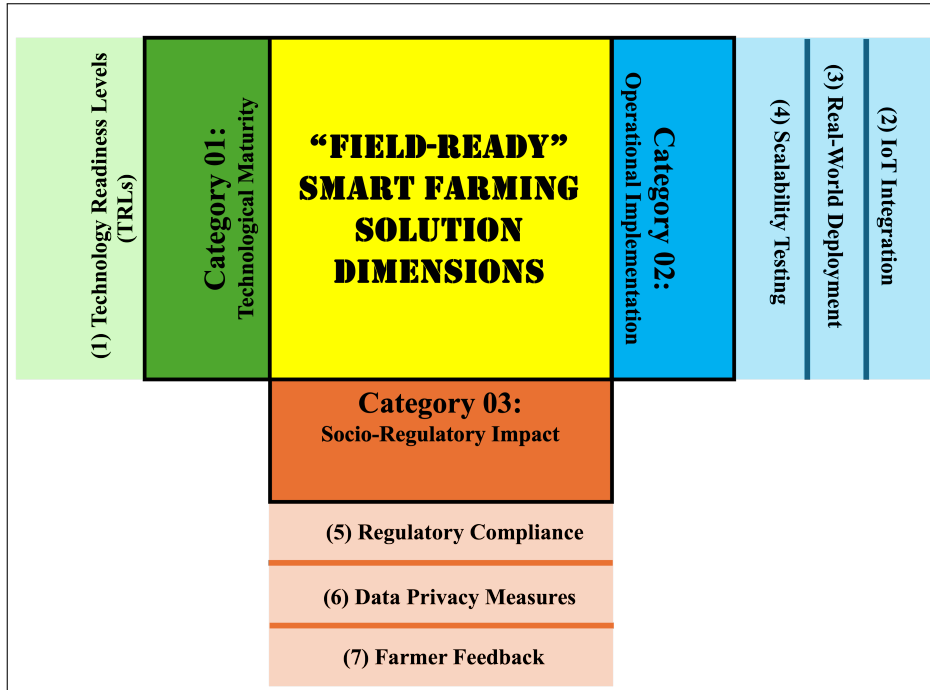 (1) Technology Readiness Levels
(TRLs)
Category 01:
Technological Maturity
“FIELD-READY”
SMART FARMING
SOLUTION
DIMENSIONS
Category 02:
Operational Implementation
(2) IoT Integration
(3) Real-World Deployment
(4) Scalability Testing
Category 03:
Socio-Regulatory Impact
(5) Regulatory Compliance
(6) Data Privacy Measures
(7) Farmer Feedback